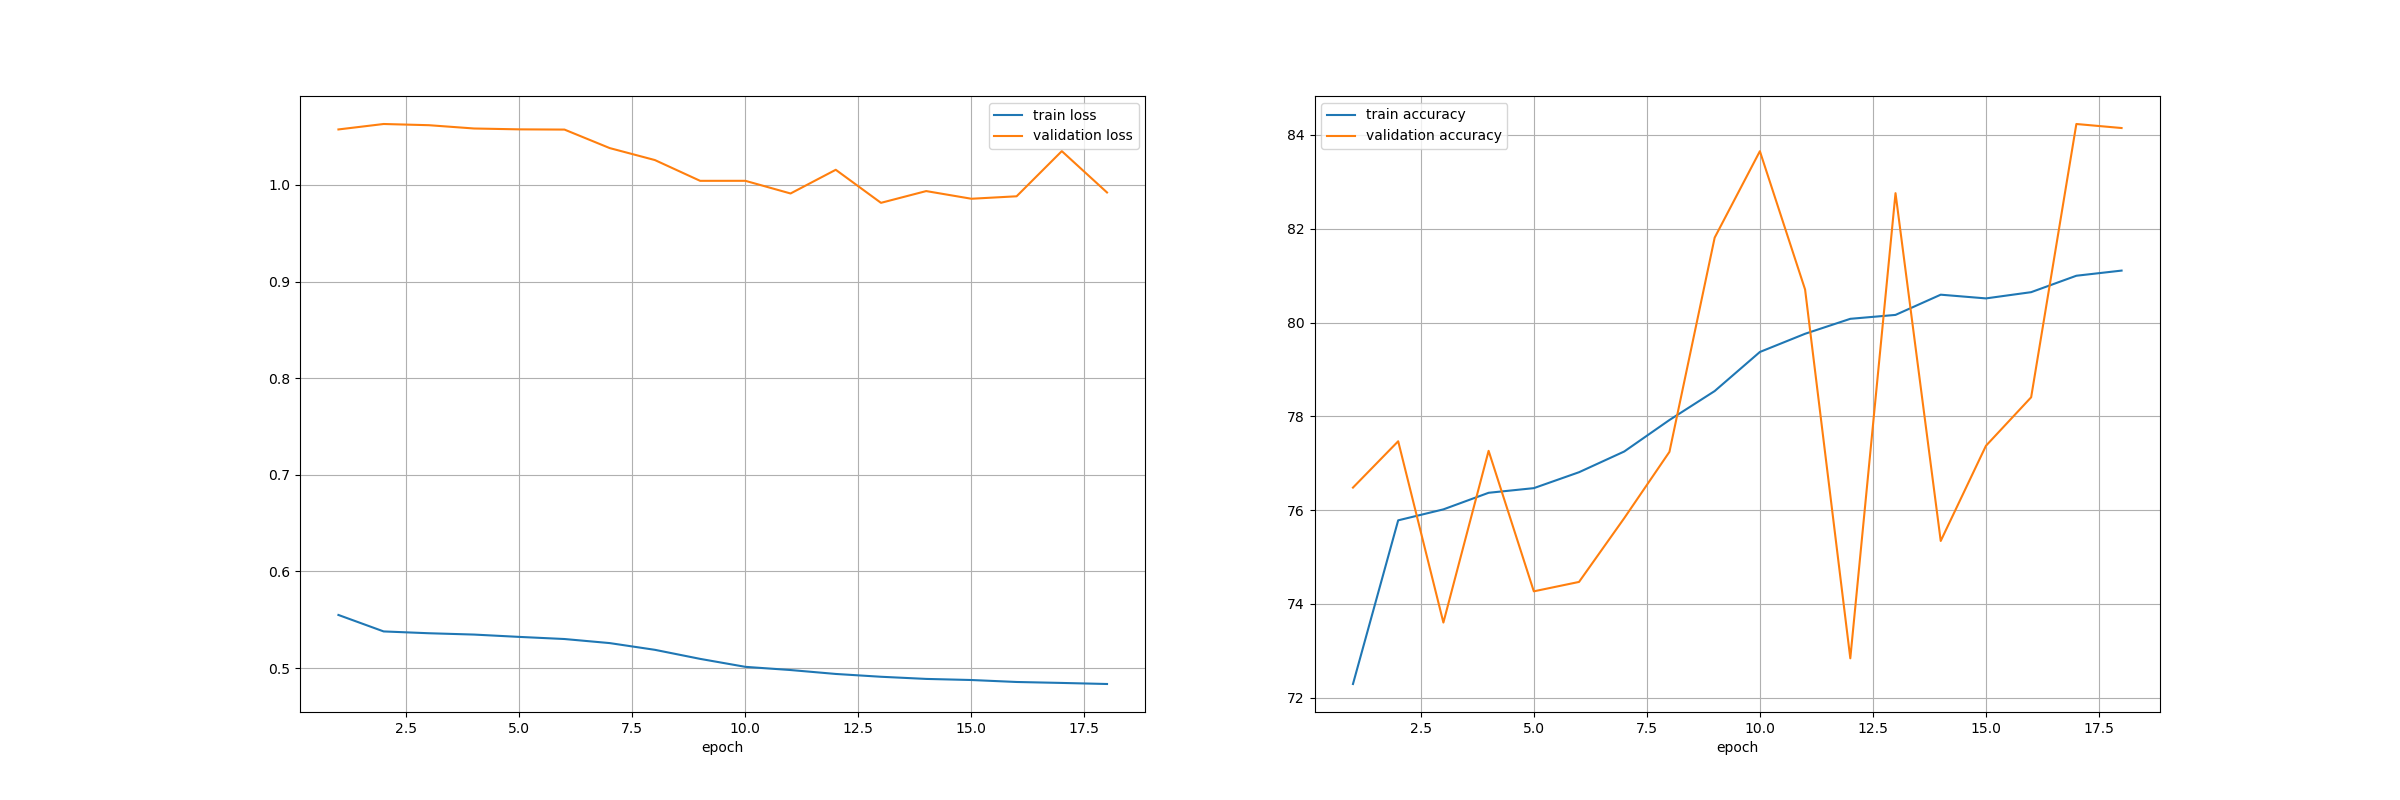 train loss
validation loss
1.0
0.9
0.8
0.7
0.6
0.5
2.5 5.0 7.5 10.0 12.5 15.0 17.5
epoch
train accuracy
validation accuracy
84
82
80
78
76
74
72
2.5 5.0 7.5 10.0 12.5 15.0 17.5
epoch